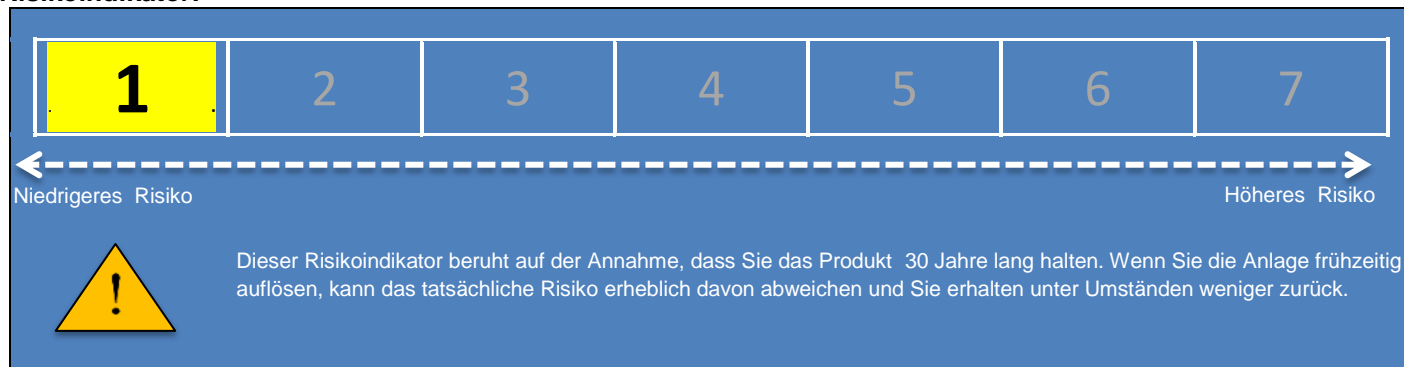 Risikoindikator:
1 2 3 4 5 6 7
Niedrigeres Risiko Höheres Risiko
! Dieser Risikoindikator beruht auf der Annahme, dass Sie das Produkt 30 Jahre lang halten. Wenn Sie die Anlage frühzeitig
auflösen, kann das tatsächliche Risiko erheblich davon abweichen und Sie erhalten unter Umständen weniger zurück.